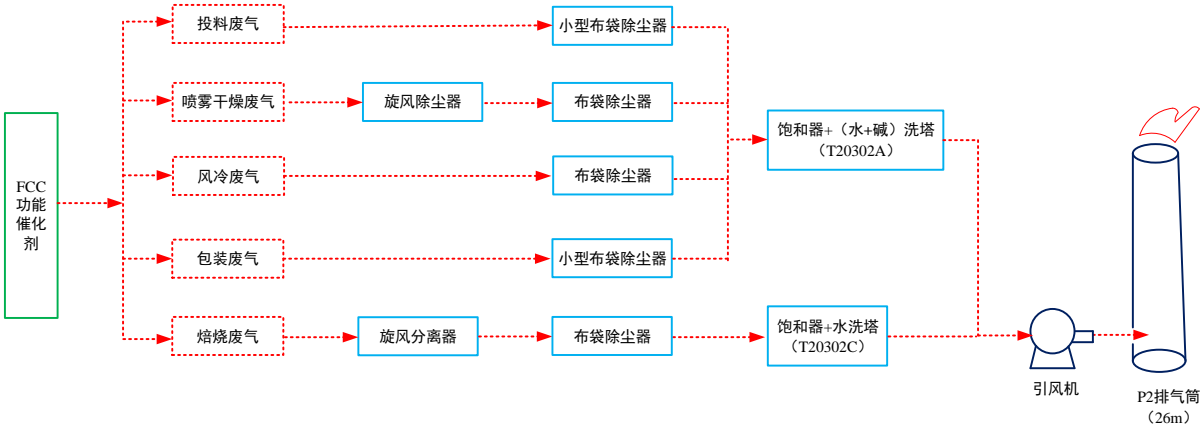 FCC
功能
催化
剂
投料废气
小型布袋除尘器
喷雾干燥废气
旋风除尘器
布袋除尘器
风冷废气
布袋除尘器
包装废气
小型布袋除尘器
焙烧废气
旋风分离器
布袋除尘器
饱和器+（水+碱）洗塔
（T20302A）
饱和器+水洗塔
（T20302C）
引风机
P2排气筒
（26m）